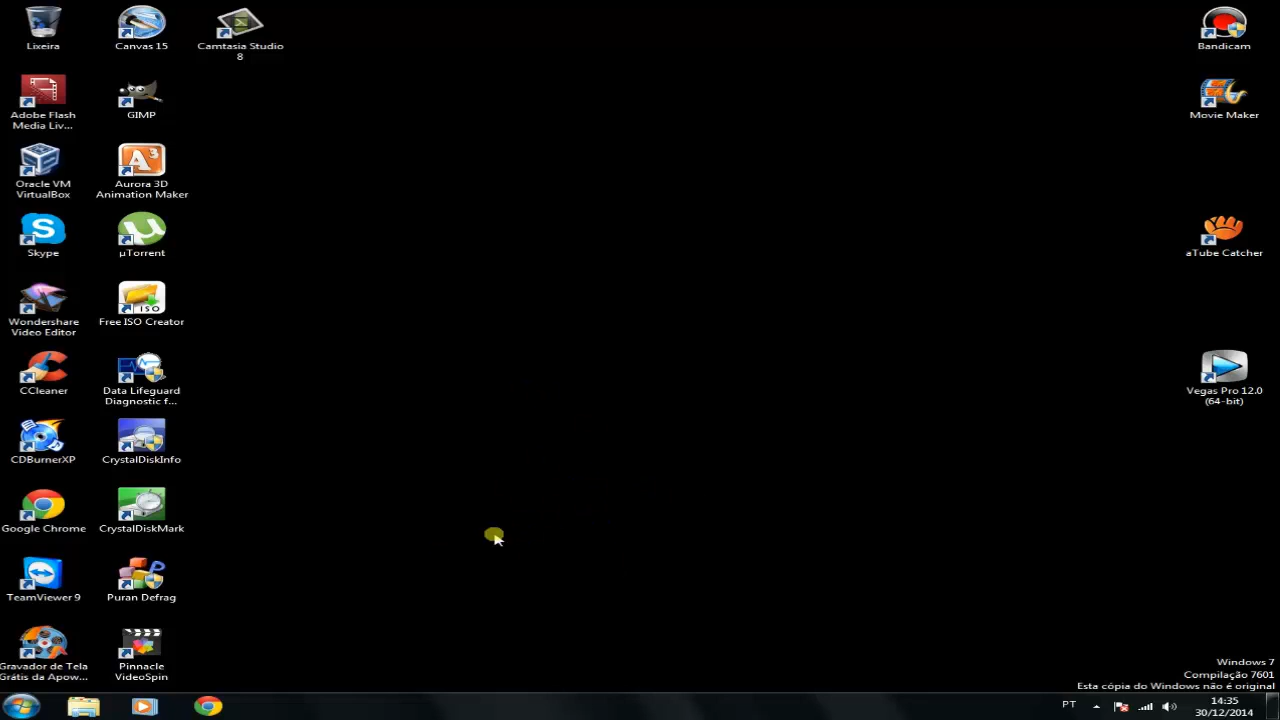 Lixeira
Canvas 15
Camtasia Studio
8
Bandicam
Adobe Flash
Media Liv...
GIMP
Movie Maker
Oracle VM
VirtualBox
Aurora 3D
Animation Maker
Skype
µTorrent
aTube Catcher
Wondershare
Video Editor
Free ISO Creator
ISO
CCleaner
Data Lifeguard
Diagnostic f...
Vegas Pro 12.0
(64-bit)
CDBurnerXP
CrystalDiskInfo
Google Chrome
CrystalDiskMark
TeamViewer 9
Puran Defrag
Gravador de Tela
Grátis da Apow...
Pinnacle
VideoSpin
Windows 7
Compilação 7601
Esta cópia do Windows não é original
PT
14:35
30/12/2014